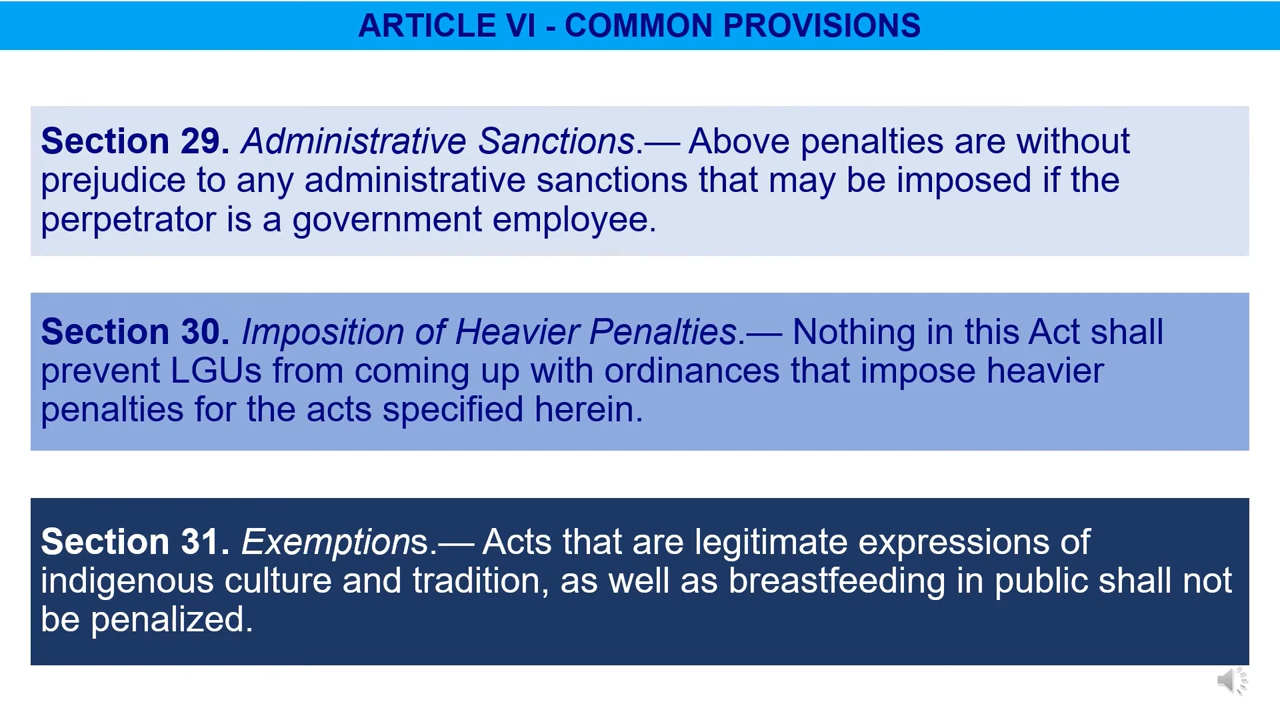 ARTICLE VI - COMMON PROVISIONS
Section 29. Administrative Sanctions.— Above penalties are without
prejudice to any administrative sanctions that may be imposed if the
perpetrator is a government employee.
Section 30. Imposition of Heavier Penalties.— Nothing in this Act shall
prevent LGUs from coming up with ordinances that impose heavier
penalties for the acts specified herein.
Section 31. Exemptions.— Acts that are legitimate expressions of
indigenous culture and tradition, as well as breastfeeding in public shall not
be penalized.